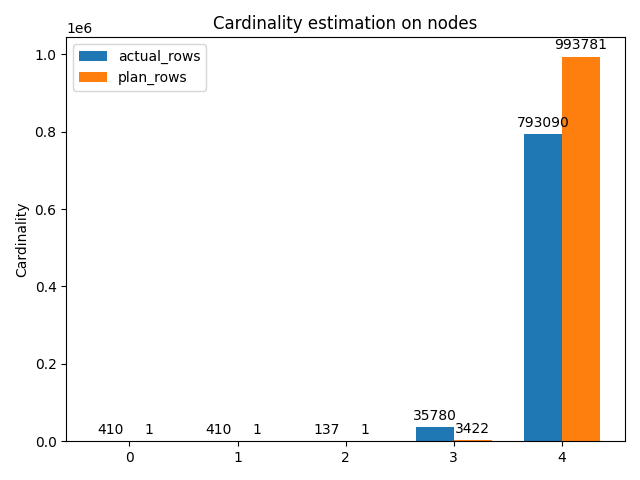 Cardinality estimation on nodes
1e6
actual_rows
plan_rows
Cardinality
1.0
0.8
0.6
0.4
0.2
0.0
410 1 410 1 137 1 35780 3422 793090 993781
0 1 2 3 4